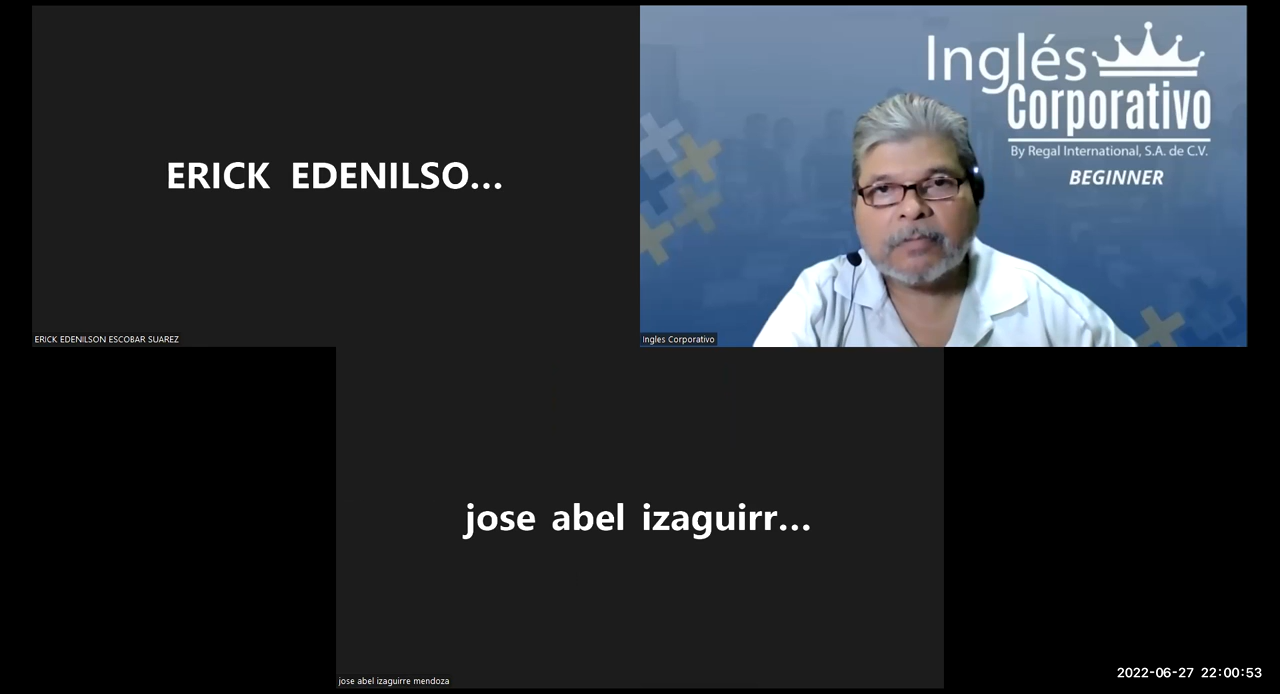 ERICK EDENILSO...
ERICK EDENILSON ESCOBAR SUAREZ
Inglés
Corporativo
By Regal International, S.A. de C.V.
BEGINNER
Ingles Corporativo
jose abel izaguirr...
jose abel izaguirre mendoza
2022-06-27 22:00:53